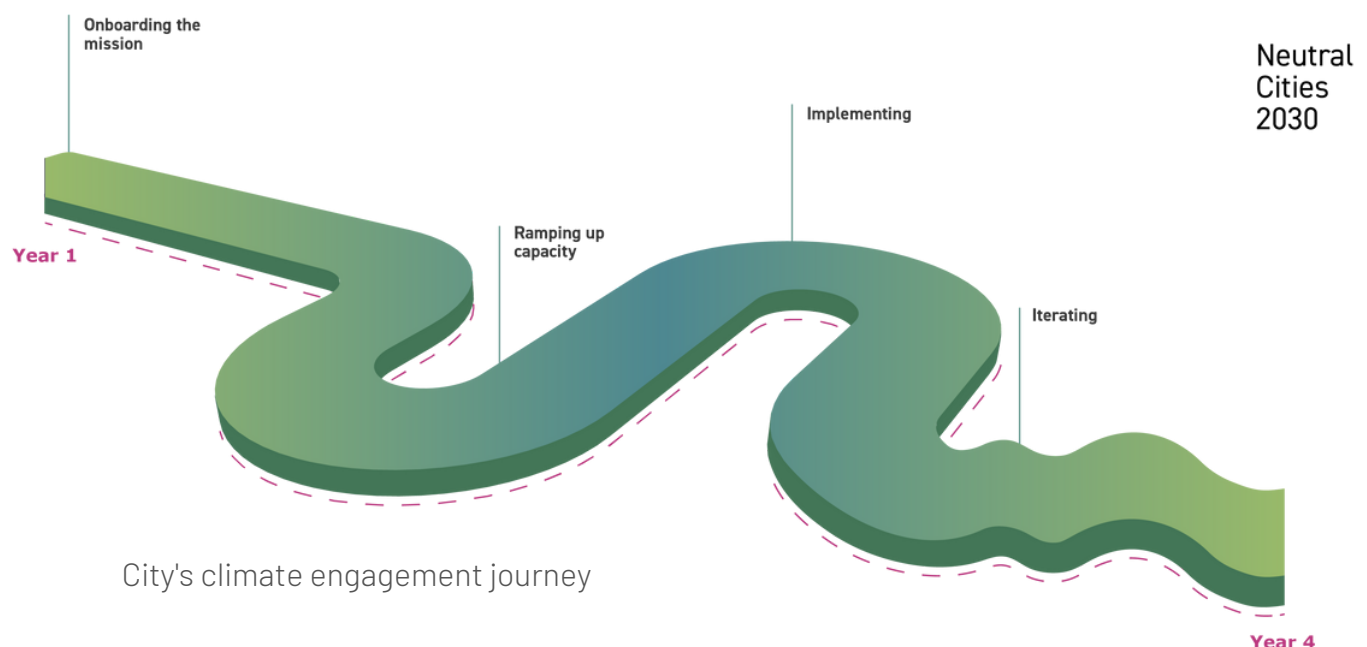 Onboarding the
mission
Neutral
Cities
2030
Implementing
Ramping up
capacity
Year 1
Iterating
City's climate engagement journey
Year 4